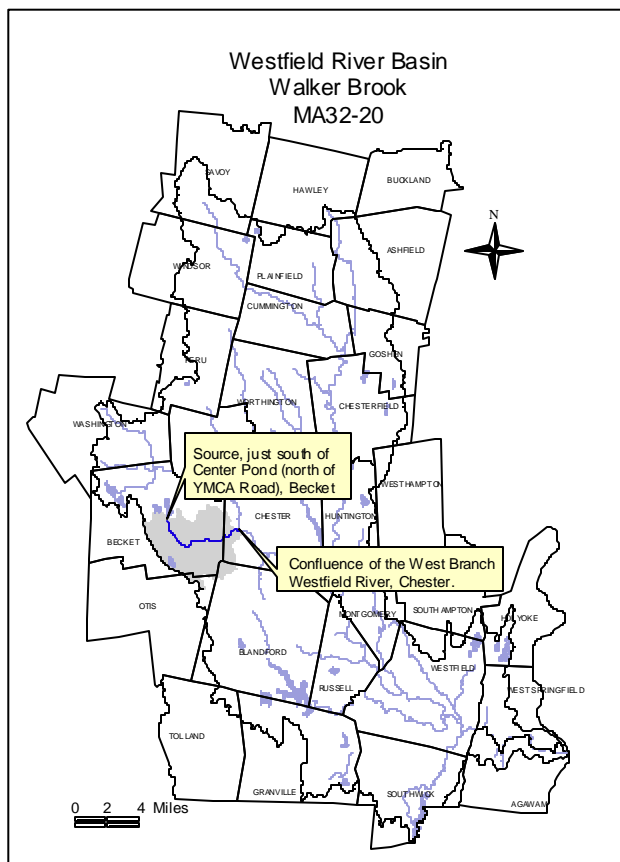 Westfield River Basin
Walker Brook
MA32-20
SAVOY
HAWLEY
BUCKLAND
N
ASHFIELD
WINDSOR
PLAINFIELD
CUMMINGTON
PERU
GOSHEN
WORTHINGTON
CHESTERFIELD
WASHINGTON
Source, just south of
Center Pond (north of
YMCA Road), Becket
WESTHAMPTON
BECKET
CHESTER
HUNTINGTON
Confluence of the West Branch
Westfield River, Chester.
OTIS
MONTGOMERY
SOUTHAMPTON
HOLYOKE
BLANDFORD
RUSSELL
WESTFIELD
WEST SPRINGFIELD
TOLLAND
GRANVILLE
SOUTHWICK
AGAWAM
0 2 4 Miles